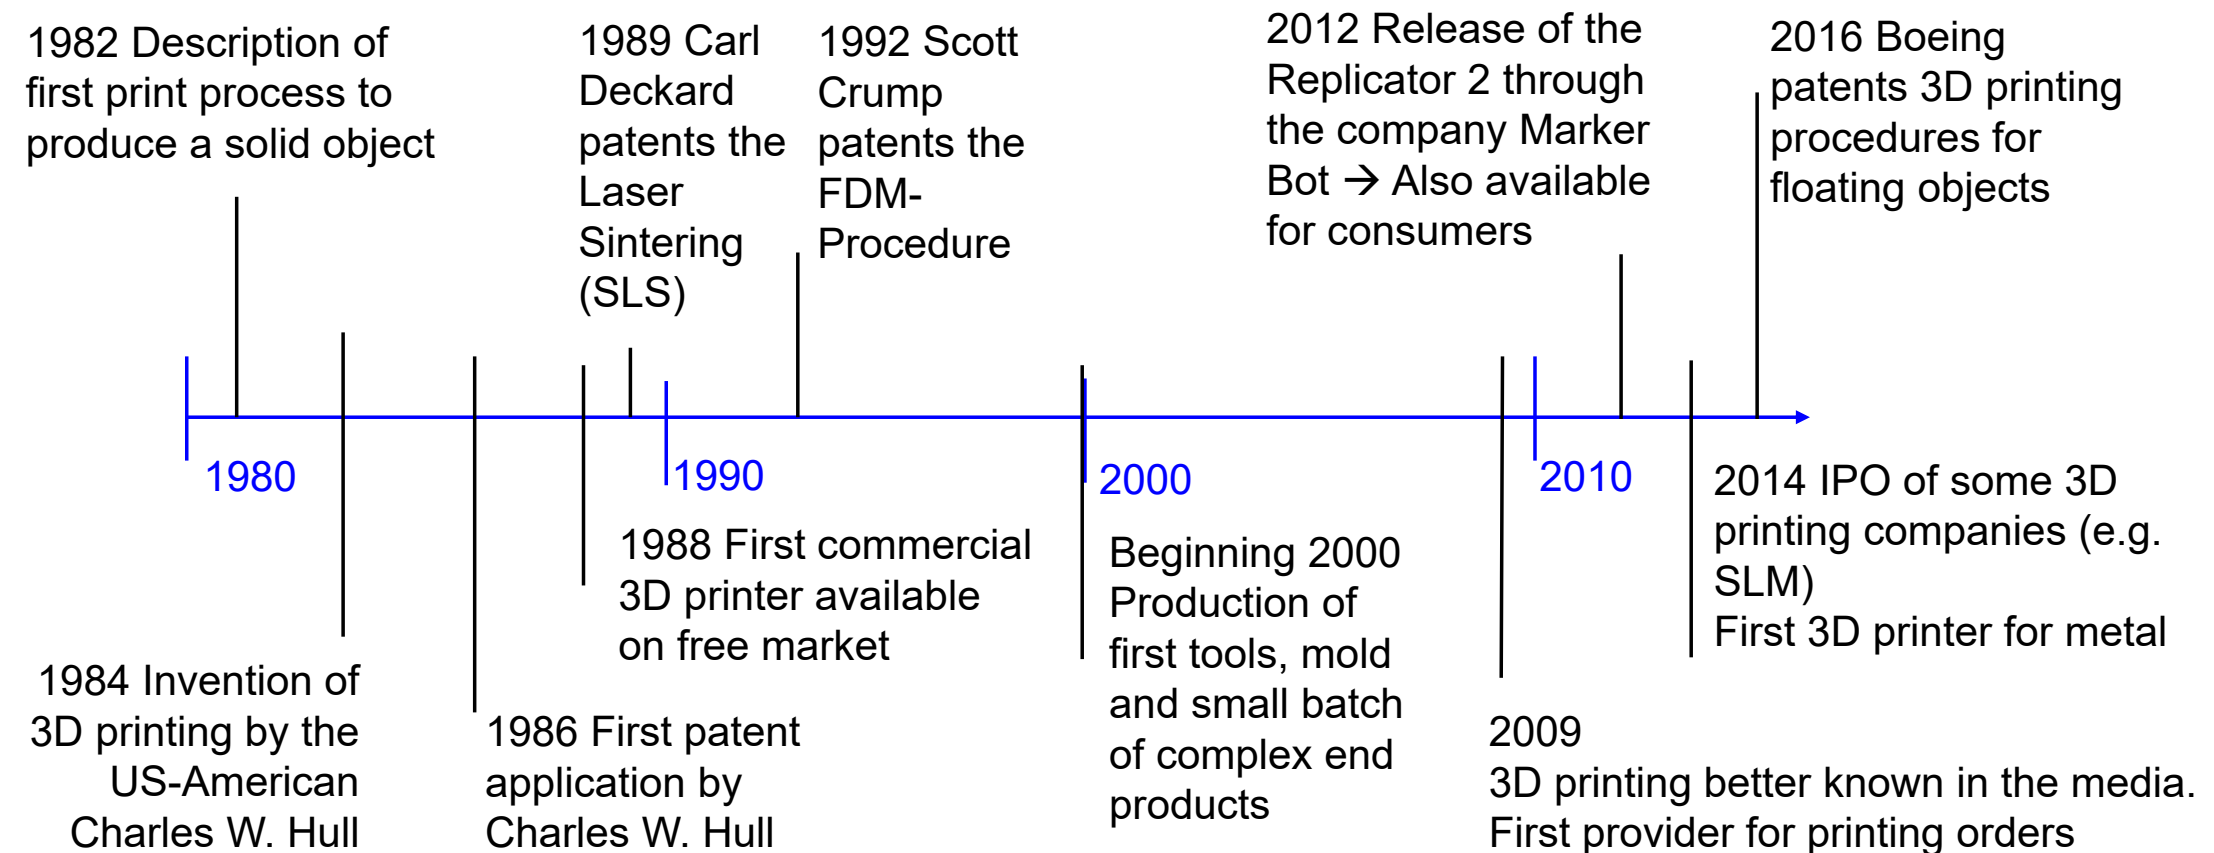 1982 Description of
first print process to
produce a solid object
1989 Carl
Deckard
patents the
Laser
Sintering
(SLS)
1992 Scott
Crump
patents the
FDM-
Procedure
2012 Release of the
Replicator 2 through
the company Marker
Bot → Also available
for consumers
2016 Boeing
patents 3D printing
procedures for
floating objects
1980
1990
2000
2010
1984 Invention of
3D printing by the
US-American
Charles W. Hull
1986 First patent
application by
Charles W. Hull
1988 First commercial
3D printer available
on free market
Beginning 2000
Production of
first tools, mold
and small batch
of complex end
products
2009
3D printing better known in the media.
First provider for printing orders
2014 IPO of some 3D
printing companies (e.g.
SLM)
First 3D printer for metal